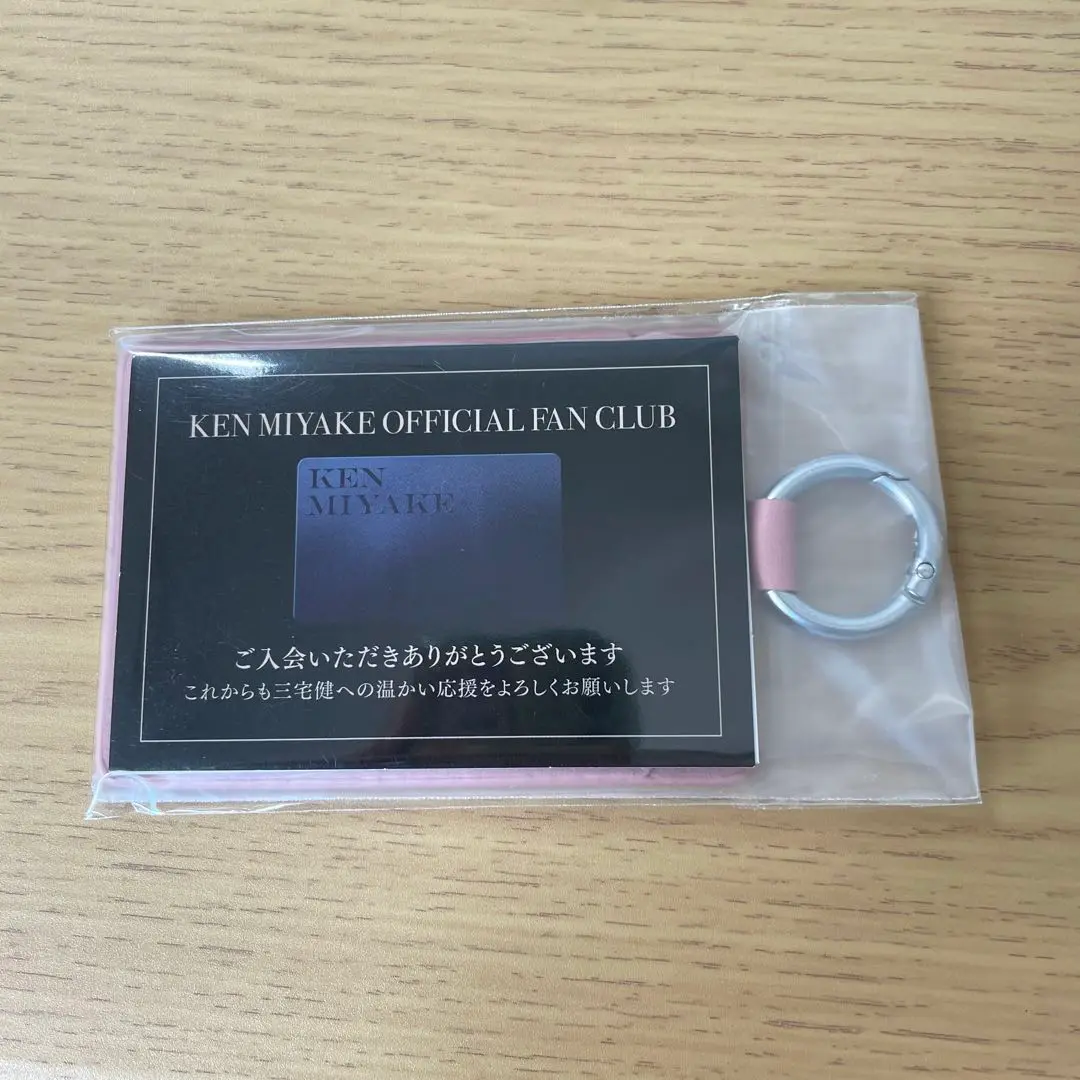 KEN MIYAKE OFFICIAL FAN CLUB
KEN
MIYAKE
ご入会いただきありがとうございます
これからも三宅健への温かい応援をよろしくお願いします